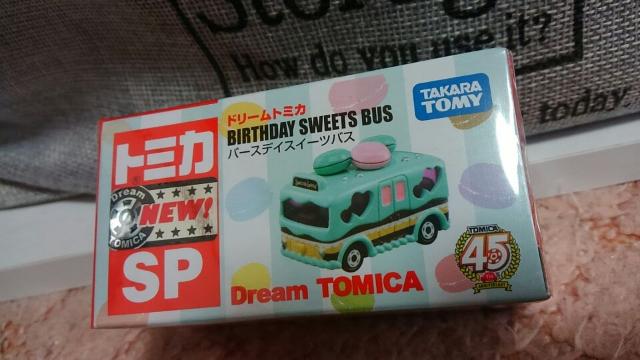 Storage
How do you use it?
today.
TAKARA
TOMY
ドリームトミカ
BIRTHDAY SWEETS BUS
バースデイスイーツバス
トミカ
Dream
NEW!
TOMICA
SP
Dream TOMICA
TOMICA
45
ANNIVERSARY